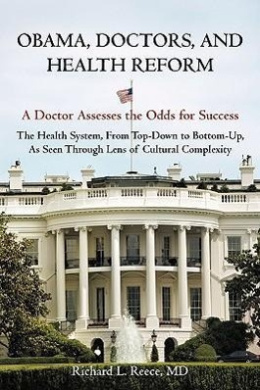 OBAMA, DOCTORS, AND
HEALTH REFORM
A Doctor Assesses the Odds for Success
The Health System, From Top-Down to Bottom-Up,
As Seen Through Lens of Cultural Complexity
Richard L. Reece, MD